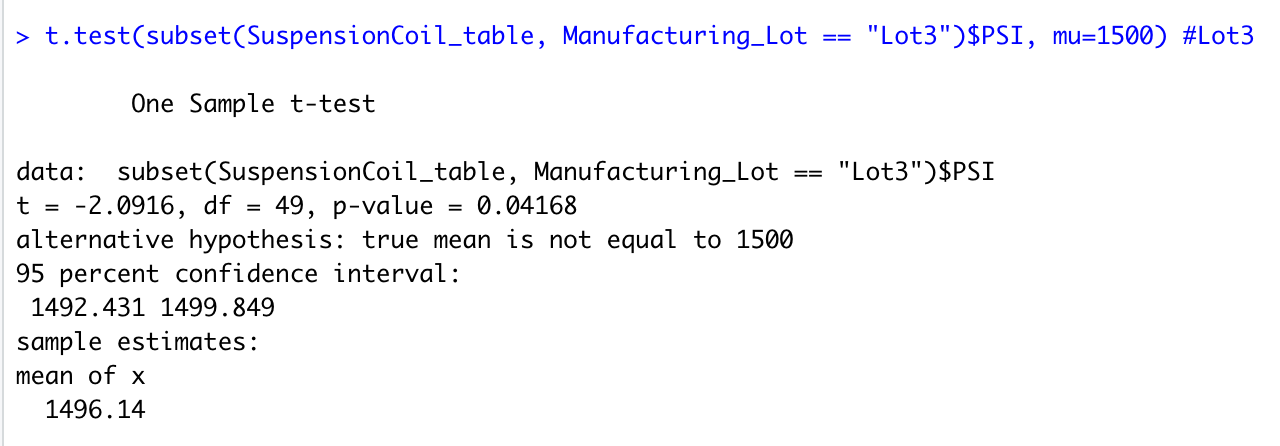 > t.test(subset(SuspensionCoil_table, Manufacturing_Lot == "Lot3")$PSI, mu=1500) #Lot3
One Sample t-test
data:  subset(SuspensionCoil_table, Manufacturing_Lot == "Lot3")$PSI
t = -2.0916, df = 49, p-value = 0.04168
alternative hypothesis: true mean is not equal to 1500
95 percent confidence interval:
1492.431 1499.849
sample estimates:
mean of x
1496.14